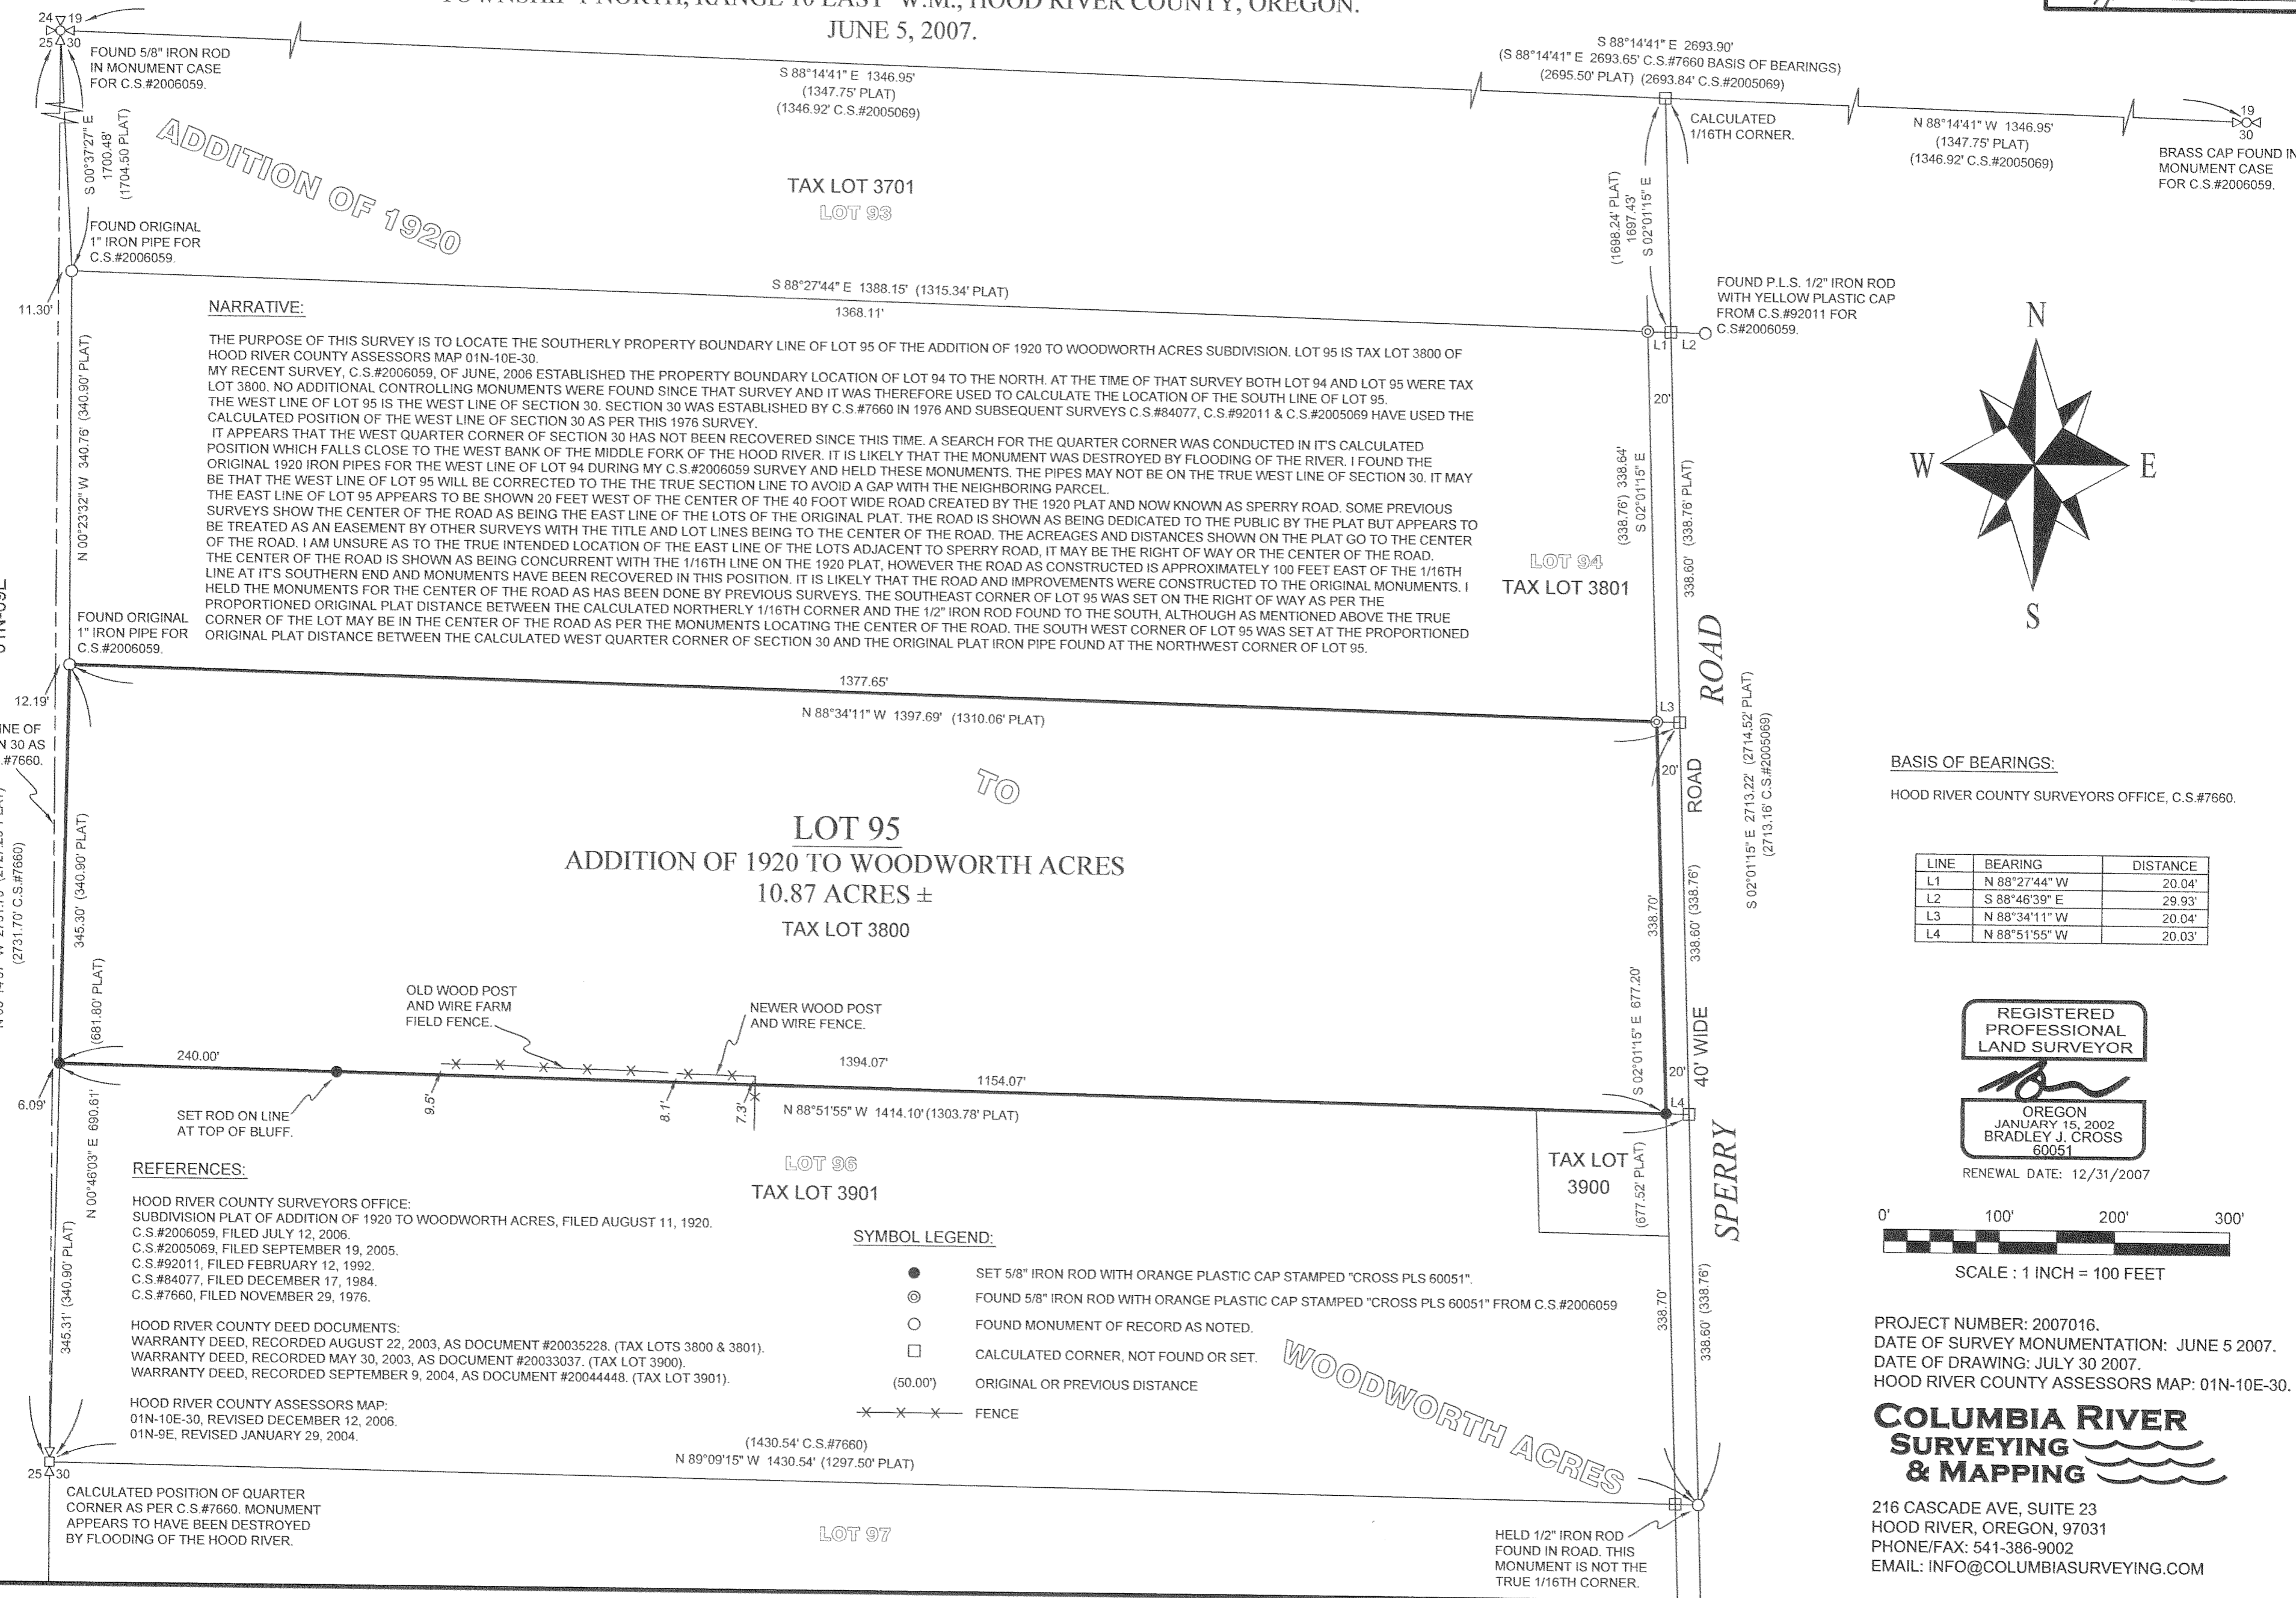 TOWNSHIP 1 NORTH, RANGE 10 EAST W.M., HOOD RIVER COUNTY, OREGON.
JUNE 5, 2007.
24 19
25 30
FOUND 5/8" IRON ROD
IN MONUMENT CASE
FOR C.S.#2006059.
S 88°14'41" E 1346.95'
(1347.75' PLAT)
(1346.92' C.S.#2005069)
S 88°14'41" E 2693.90'
(S 88°14'41" E 2693.65' C.S.#7660 BASIS OF BEARINGS)
(2695.50' PLAT) (2693.84' C.S.#2005069)
CALCULATED
1/16TH CORNER.
N 88°14'41" W 1346.95'
(1347.75' PLAT)
(1346.92' C.S.#2005069)
19
30
BRASS CAP FOUND IN
MONUMENT CASE
FOR C.S.#2006059.
S 00°37'27" E
1700.48'
(1704.50 PLAT)
ADDITION OF 1920
TAX LOT 3701
LOT 93
(1698.24' PLAT)
1697.43'
S 02°01'15" E
FOUND ORIGINAL
1" IRON PIPE FOR
C.S.#2006059.
11.30'
S 88°27'44" E 1388.15' (1315.34' PLAT)
1368.11'
FOUND P.L.S. 1/2" IRON ROD
WITH YELLOW PLASTIC CAP
FROM C.S.#92011 FOR
C.S#2006059.
L1 L2
20'
NARRATIVE:
THE PURPOSE OF THIS SURVEY IS TO LOCATE THE SOUTHERLY PROPERTY BOUNDARY LINE OF LOT 95 OF THE ADDITION OF 1920 TO WOODWORTH ACRES SUBDIVISION. LOT 95 IS TAX LOT 3800 OF
HOOD RIVER COUNTY ASSESSORS MAP 01N-10E-30.
MY RECENT SURVEY, C.S.#2006059, OF JUNE, 2006 ESTABLISHED THE PROPERTY BOUNDARY LOCATION OF LOT 94 TO THE NORTH. AT THE TIME OF THAT SURVEY BOTH LOT 94 AND LOT 95 WERE TAX
LOT 3800. NO ADDITIONAL CONTROLLING MONUMENTS WERE FOUND SINCE THAT SURVEY AND IT WAS THEREFORE USED TO CALCULATE THE LOCATION OF THE SOUTH LINE OF LOT 95.
THE WEST LINE OF LOT 95 IS THE WEST LINE OF SECTION 30. SECTION 30 WAS ESTABLISHED BY C.S.#7660 IN 1976 AND SUBSEQUENT SURVEYS C.S.#84077, C.S.#92011 & C.S.#2005069 HAVE USED THE
CALCULATED POSITION OF THE WEST LINE OF SECTION 30 AS PER THIS 1976 SURVEY.
IT APPEARS THAT THE WEST QUARTER CORNER OF SECTION 30 HAS NOT BEEN RECOVERED SINCE THIS TIME. A SEARCH FOR THE QUARTER CORNER WAS CONDUCTED IN IT'S CALCULATED
POSITION WHICH FALLS CLOSE TO THE WEST BANK OF THE MIDDLE FORK OF THE HOOD RIVER. IT IS LIKELY THAT THE MONUMENT WAS DESTROYED BY FLOODING OF THE RIVER. I FOUND THE
ORIGINAL 1920 IRON PIPES FOR THE WEST LINE OF LOT 94 DURING MY C.S.#2006059 SURVEY AND HELD THESE MONUMENTS. THE PIPES MAY NOT BE ON THE TRUE WEST LINE OF SECTION 30. IT MAY
BE THAT THE WEST LINE OF LOT 95 WILL BE CORRECTED TO THE THE TRUE SECTION LINE TO AVOID A GAP WITH THE NEIGHBORING PARCEL.
THE EAST LINE OF LOT 95 APPEARS TO BE SHOWN 20 FEET WEST OF THE CENTER OF THE 40 FOOT WIDE ROAD CREATED BY THE 1920 PLAT AND NOW KNOWN AS SPERRY ROAD. SOME PREVIOUS
SURVEYS SHOW THE CENTER OF THE ROAD AS BEING THE EAST LINE OF THE LOTS OF THE ORIGINAL PLAT. THE ROAD IS SHOWN AS BEING DEDICATED TO THE PUBLIC BY THE PLAT BUT APPEARS TO
BE TREATED AS AN EASEMENT BY OTHER SURVEYS WITH THE TITLE AND LOT LINES BEING TO THE CENTER OF THE ROAD. THE ACREAGES AND DISTANCES SHOWN ON THE PLAT GO TO THE CENTER
OF THE ROAD. I AM UNSURE AS TO THE TRUE INTENDED LOCATION OF THE EAST LINE OF THE LOTS ADJACENT TO SPERRY ROAD, IT MAY BE THE RIGHT OF WAY OR THE CENTER OF THE ROAD.
THE CENTER OF THE ROAD IS SHOWN AS BEING CONCURRENT WITH THE 1/16TH LINE ON THE 1920 PLAT, HOWEVER THE ROAD AS CONSTRUCTED IS APPROXIMATELY 100 FEET EAST OF THE 1/16TH
LINE AT IT'S SOUTHERN END AND MONUMENTS HAVE BEEN RECOVERED IN THIS POSITION. IT IS LIKELY THAT THE ROAD AND IMPROVEMENTS WERE CONSTRUCTED TO THE ORIGINAL MONUMENTS. I
HELD THE MONUMENTS FOR THE CENTER OF THE ROAD AS HAS BEEN DONE BY PREVIOUS SURVEYS. THE SOUTHEAST CORNER OF LOT 95 WAS SET ON THE RIGHT OF WAY AS PER THE
PROPORTIONED ORIGINAL PLAT DISTANCE BETWEEN THE CALCULATED NORTHERLY 1/16TH CORNER AND THE 1/2" IRON ROD FOUND TO THE SOUTH, ALTHOUGH AS MENTIONED ABOVE THE TRUE
CORNER OF THE LOT MAY BE IN THE CENTER OF THE ROAD AS PER THE MONUMENTS LOCATING THE CENTER OF THE ROAD. THE SOUTH WEST CORNER OF LOT 95 WAS SET AT THE PROPORTIONED
ORIGINAL PLAT DISTANCE BETWEEN THE CALCULATED WEST QUARTER CORNER OF SECTION 30 AND THE ORIGINAL PLAT IRON PIPE FOUND AT THE NORTHWEST CORNER OF LOT 95.
N 00°23'32" W 340.76' (340.90' PLAT)
(338.76') 338.64'
S 02°01'15" E
338.60' (338.76' PLAT)
LOT 94
TAX LOT 3801
N
W
E
S
FOUND ORIGINAL
1" IRON PIPE FOR
C.S.#2006059.
12.19'
1377.65'
N 88°34'11" W 1397.69' (1310.06' PLAT)
L3
20'
ROAD
ROAD
S 02°01'15" E 2713.22' (2714.52' PLAT)
(2713.16' C.S.#2005069)
LINE OF
30 AS
#7660.
(2731.70' C.S.#7660)
345.30' (340.90' PLAT)
(681.80' PLAT)
TO
LOT 95
ADDITION OF 1920 TO WOODWORTH ACRES
10.87 ACRES ±
TAX LOT 3800
338.70'
338.60' (338.76')
S 02°01'15" E 677.20'
20'
40' WIDE
L4
BASIS OF BEARINGS:
HOOD RIVER COUNTY SURVEYORS OFFICE, C.S.#7660.
LINE BEARING DISTANCE
L1 N 88°27'44" W 20.04'
L2 S 88°46'39" E 29.93'
L3 N 88°34'11" W 20.04'
L4 N 88°51'55" W 20.03'
OLD WOOD POST
AND WIRE FARM
FIELD FENCE.
NEWER WOOD POST
AND WIRE FENCE.
240.00'
1394.07'
1154.07'
6.09'
SET ROD ON LINE
AT TOP OF BLUFF.
9.5'
8.1'
7.3'
N 88°51'55" W 1414.10' (1303.78' PLAT)
N 00°46'03" E 690.61'
345.31' (340.90' PLAT)
LOT 96
TAX LOT 3901
TAX LOT
3900
(677.52' PLAT)
SPERRY
338.70'
338.60' (338.76')
REGISTERED
PROFESSIONAL
LAND SURVEYOR
OREGON
JANUARY 15, 2002
BRADLEY J. CROSS
60051
RENEWAL DATE: 12/31/2007
0' 100' 200' 300'
SCALE : 1 INCH = 100 FEET
REFERENCES:
HOOD RIVER COUNTY SURVEYORS OFFICE:
SUBDIVISION PLAT OF ADDITION OF 1920 TO WOODWORTH ACRES, FILED AUGUST 11, 1920.
C.S.#2006059, FILED JULY 12, 2006.
C.S.#2005069, FILED SEPTEMBER 19, 2005.
C.S.#92011, FILED FEBRUARY 12, 1992.
C.S.#84077, FILED DECEMBER 17, 1984.
C.S.#7660, FILED NOVEMBER 29, 1976.
HOOD RIVER COUNTY DEED DOCUMENTS:
WARRANTY DEED, RECORDED AUGUST 22, 2003, AS DOCUMENT #20035228. (TAX LOTS 3800 & 3801).
WARRANTY DEED, RECORDED MAY 30, 2003, AS DOCUMENT #20033037. (TAX LOT 3900).
WARRANTY DEED, RECORDED SEPTEMBER 9, 2004, AS DOCUMENT #20044448. (TAX LOT 3901).
HOOD RIVER COUNTY ASSESSORS MAP:
01N-10E-30, REVISED DECEMBER 12, 2006.
01N-9E, REVISED JANUARY 29, 2004.
SYMBOL LEGEND:
SET 5/8" IRON ROD WITH ORANGE PLASTIC CAP STAMPED "CROSS PLS 60051".
FOUND 5/8" IRON ROD WITH ORANGE PLASTIC CAP STAMPED "CROSS PLS 60051" FROM C.S.#2006059
FOUND MONUMENT OF RECORD AS NOTED.
CALCULATED CORNER, NOT FOUND OR SET.
(50.00') ORIGINAL OR PREVIOUS DISTANCE
FENCE
WOODWORTH ACRES
(1430.54' C.S.#7660)
N 89°09'15" W 1430.54' (1297.50' PLAT)
25 30
CALCULATED POSITION OF QUARTER
CORNER AS PER C.S.#7660. MONUMENT
APPEARS TO HAVE BEEN DESTROYED
BY FLOODING OF THE HOOD RIVER.
LOT 97
HELD 1/2" IRON ROD
FOUND IN ROAD. THIS
MONUMENT IS NOT THE
TRUE 1/16TH CORNER.
PROJECT NUMBER: 2007016.
DATE OF SURVEY MONUMENTATION: JUNE 5 2007.
DATE OF DRAWING: JULY 30 2007.
HOOD RIVER COUNTY ASSESSORS MAP: 01N-10E-30.
COLUMBIA RIVER
SURVEYING
& MAPPING
216 CASCADE AVE, SUITE 23
HOOD RIVER, OREGON, 97031
PHONE/FAX: 541-386-9002
EMAIL: INFO@COLUMBIASURVEYING.COM